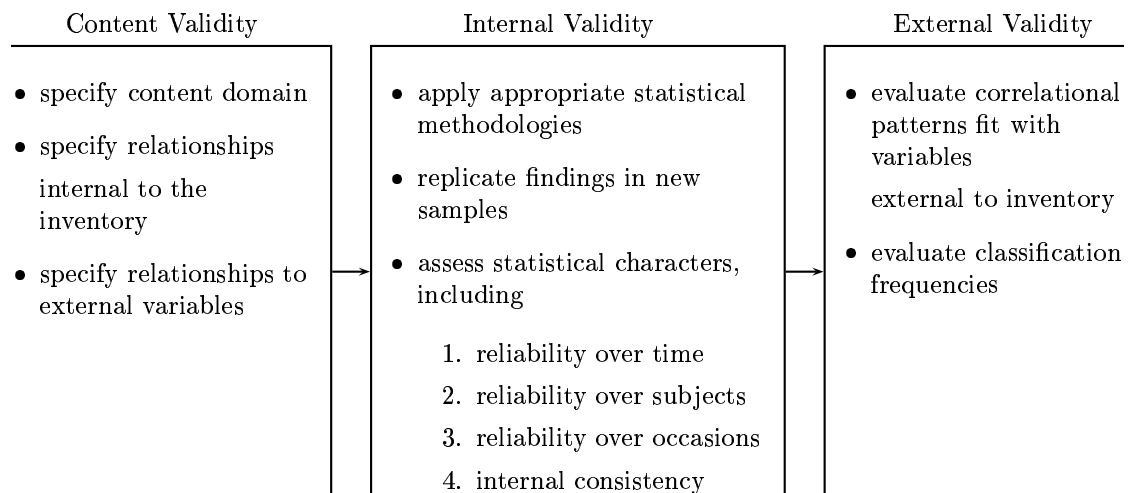 Content Validity
• specify content domain
• specify relationships
internal to the
inventory
• specify relationships to
external variables
Internal Validity
• apply appropriate statistical
methodologies
• replicate findings in new
samples
• assess statistical characters,
including
1. reliability over time
2. reliability over subjects
3. reliability over occasions
4. internal consistency
External Validity
• evaluate correlational
patterns fit with
variables
external to inventory
• evaluate classification
frequencies